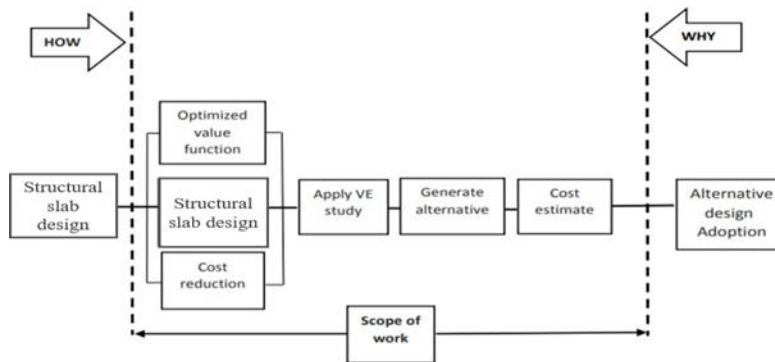 HOW
WHY
Optimized
value
function
Structural
slab
design
Structural
slab design
Apply VE
study
Generate
alternative
Cost
estimate
Alternative
design
Adoption
Cost
reduction
Scope of
work